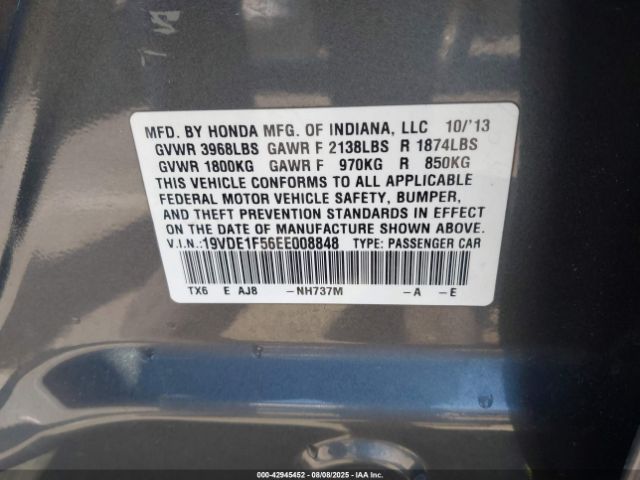 MFD. BY HONDA MFG. OF INDIANA, LLC 10/'13
GVWR 3968LBS GAWR F 2138LBS R 1874LBS
GVWR 1800KG GAWR F 970KG R 850KG
THIS VEHICLE CONFORMS TO ALL APPLICABLE
FEDERAL MOTOR VEHICLE SAFETY, BUMPER,
AND THEFT PREVENTION STANDARDS IN EFFECT
ON THE DATE OF MANUFACTURE SHOWN ABOVE.
V.I.N.:19VDE1F56EE008848 TYPE: PASSENGER CAR
TX6 E AJ8 -NH737M -A -E
000-42945452 - 08/08/2025 - IAAI.COM